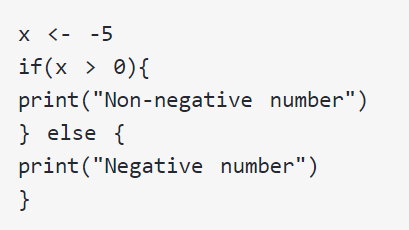 x <- -5
if(x > 0){
print("Non-negative number")
} else {
print("Negative number")
}